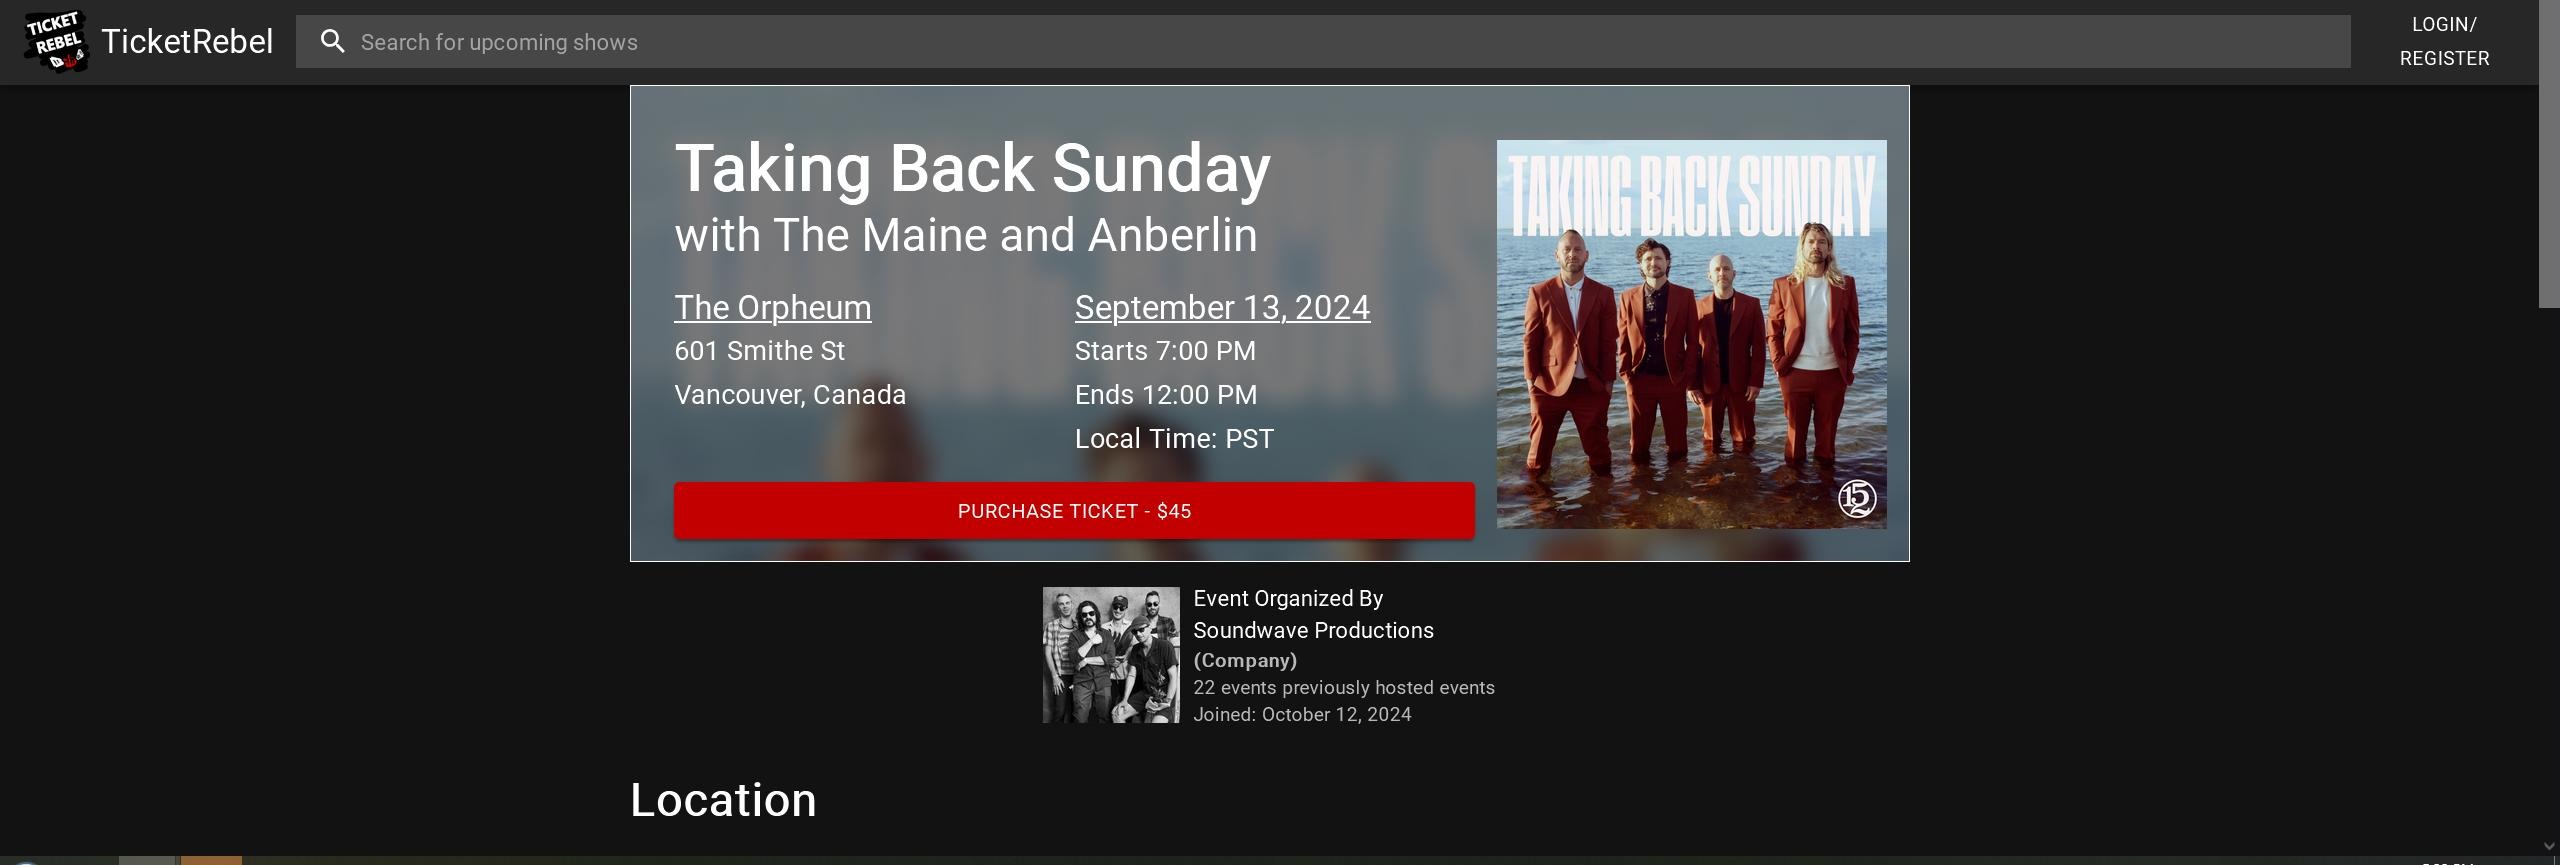 TICKET
REBEL
TicketRebel
Search for upcoming shows
LOGIN/
REGISTER
Taking Back Sunday
with The Maine and Anberlin
The Orpheum
601 Smithe St
Vancouver, Canada
September 13, 2024
Starts 7:00 PM
Ends 12:00 PM
Local Time: PST
PURCHASE TICKET - $45
TAKING BACK SUNDAY
152
Event Organized By
Soundwave Productions
(Company)
22 events previously hosted events
Joined: October 12, 2024
Location